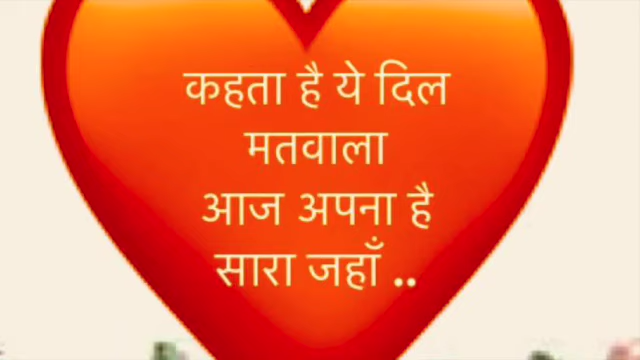 कहता है ये दिल
मतवाला
आज अपना है
सारा जहाँ ..